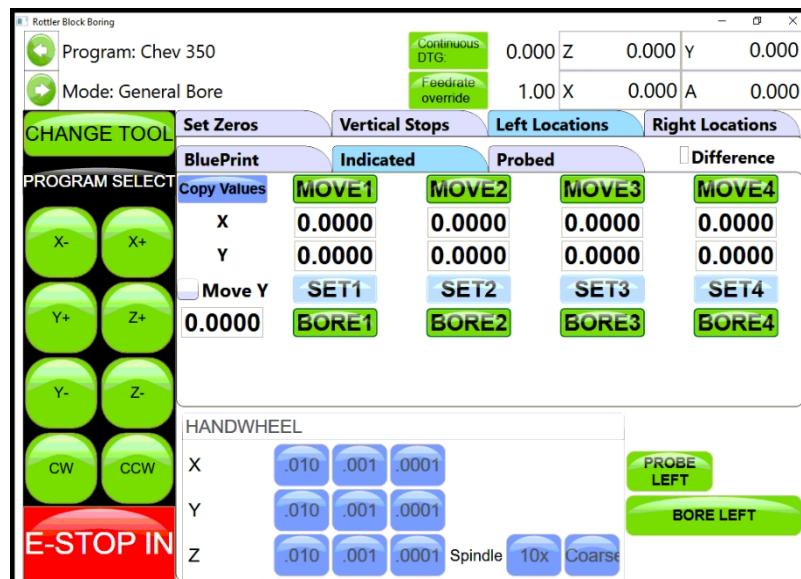 Rottler Block Boring
Program: Chev 350
Continuous DTG:
0.000 Z 0.000 Y 0.000
Mode: General Bore
Feedrate override
1.00 X 0.000 A 0.000
CHANGE TOOL
Set Zeros Vertical Stops Left Locations Right Locations
BluePrint Indicated Probed Difference
PROGRAM SELECT
Copy Values MOVE1 MOVE2 MOVE3 MOVE4
X 0.0000 0.0000 0.0000 0.0000
Y 0.0000 0.0000 0.0000 0.0000
Move Y SET1 SET2 SET3 SET4
0.0000 BORE1 BORE2 BORE3 BORE4
X- X+
Y+ Z+
Y- Z-
CW CCW
E-STOP IN
HANDWHEEL
X .010 .001 .0001
Y .010 .001 .0001
Z .010 .001 .0001 Spindle 10x Coarse
PROBE
LEFT
BORE LEFT